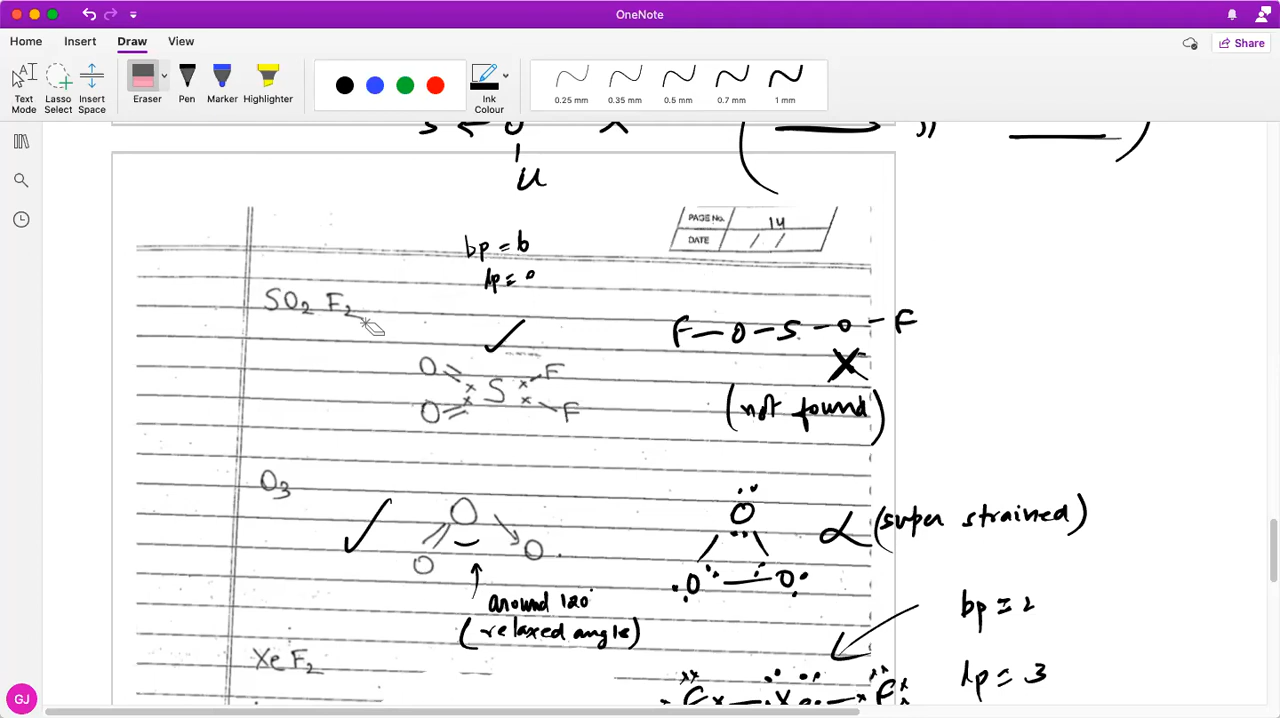 OneNote
Home Insert Draw View
Share
Text Mode
Lasso Select
Insert Space
Eraser
Pen
Marker
Highlighter
Ink Colour
0.25 mm
0.35 mm
0.5 mm
0.7 mm
1 mm
PAGE No. 14
DATE / /
bp = 6
lp = 0
SO2 F2
F — O — S — O — F
O S F
O F
X
(not found)
O3
O
O O
O
O — O
(super strained)
around 120°
(relaxed angle)
bp = 2
XeF2
lp = 3
F — Xe — F
GJ